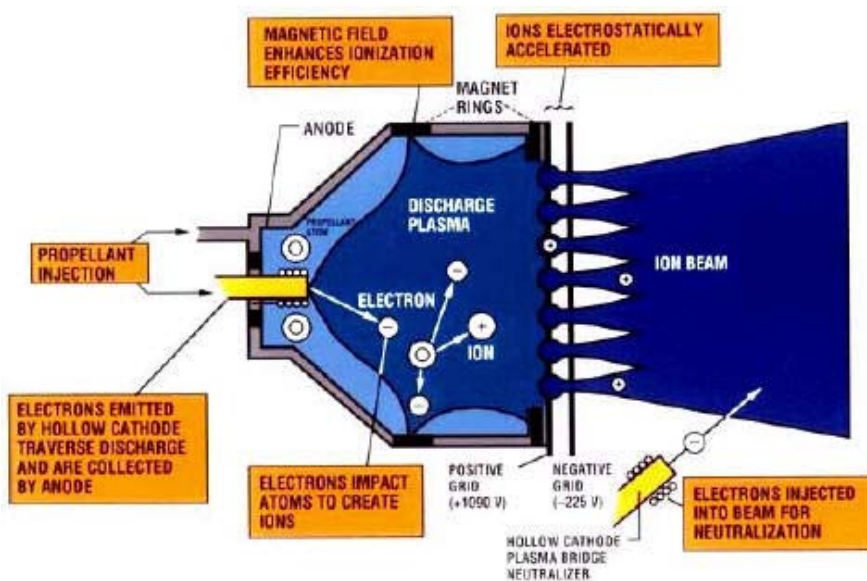 MAGNETIC FIELD
ENHANCES IONIZATION
EFFICIENCY
IONS ELECTROSTATICALLY
ACCELERATED
MAGNET
RINGS
ANODE
PROPELLANT
ATOM
DISCHARGE
PLASMA
PROPELLANT
INJECTION
ION BEAM
ELECTRON
ION
ELECTRONS EMITTED
BY HOLLOW CATHODE
TRAVERSE DISCHARGE
AND ARE COLLECTED
BY ANODE
ELECTRONS IMPACT
ATOMS TO CREATE
IONS
POSITIVE
GRID
(+1090 V)
NEGATIVE
GRID
(–225 V)
ELECTRONS INJECTED
INTO BEAM FOR
NEUTRALIZATION
HOLLOW CATHODE
PLASMA BRIDGE
NEUTRALIZER